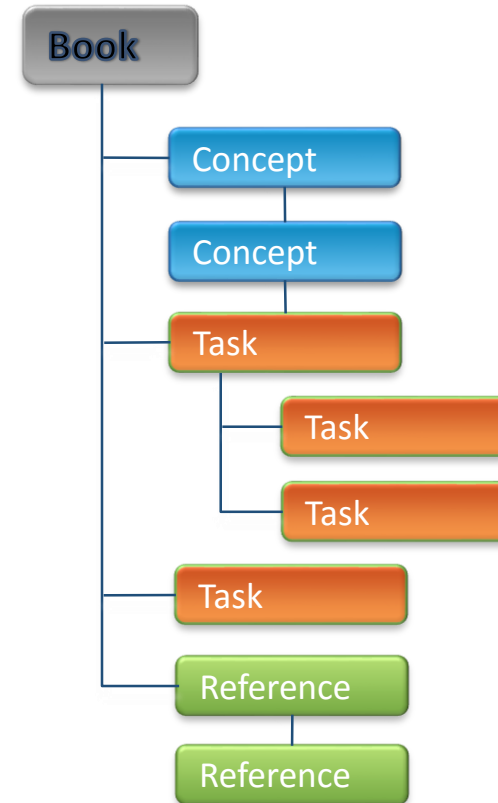 Book
Concept
Concept
Task
Task
Task
Task
Reference
Reference